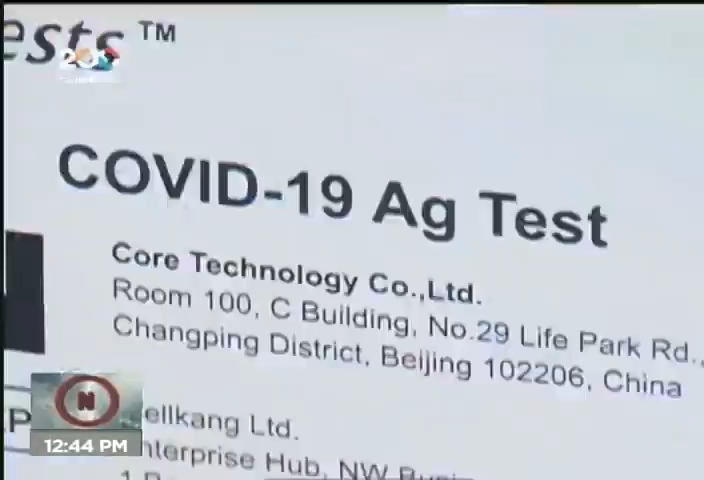 ests™
COVID-19 Ag Test
Core Technology Co.,Ltd.
Room 100, C Building, No.29 Life Park Rd.,
Changping District, Beijing 102206, China
P
ellkang Ltd.
nterprise Hub, NW
N
12:44 PM